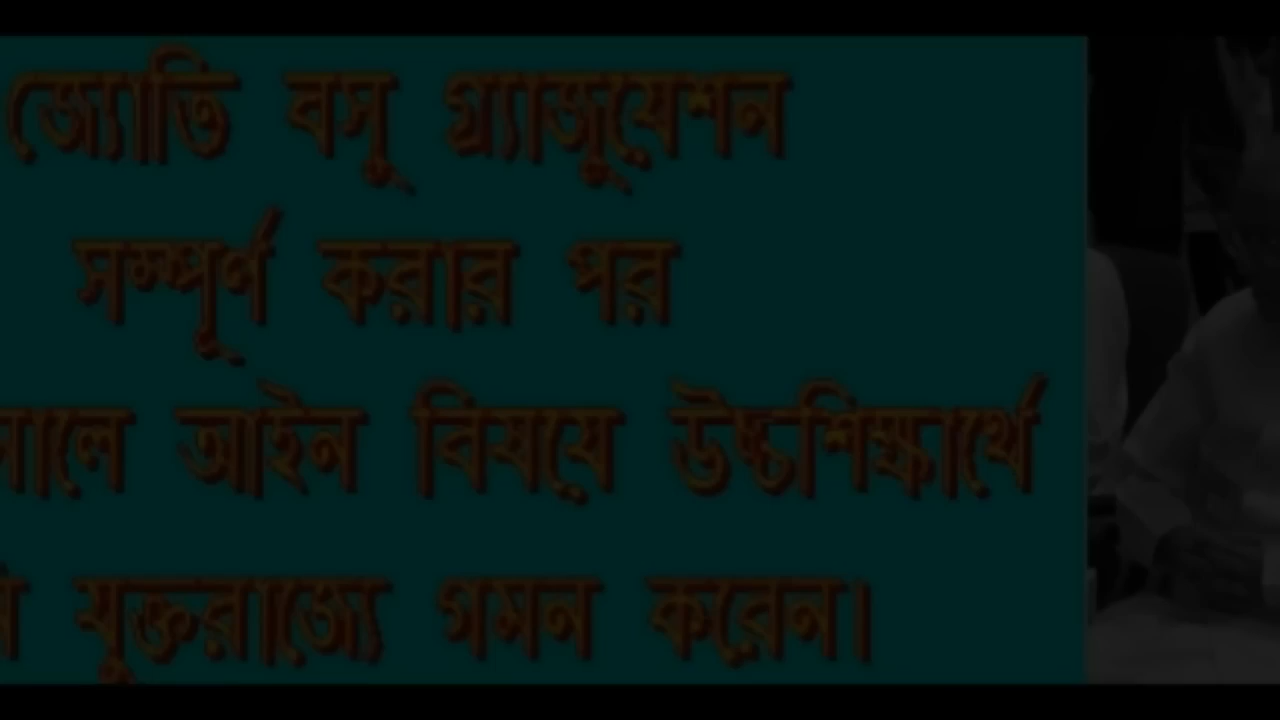 জ্যোতি বসু গ্র্যাজুয়েশন
সম্পূর্ণ করার পর
আইন বিষয়ে উচ্চশিক্ষার্থে
যুক্তরাজ্যে গমন করেন।